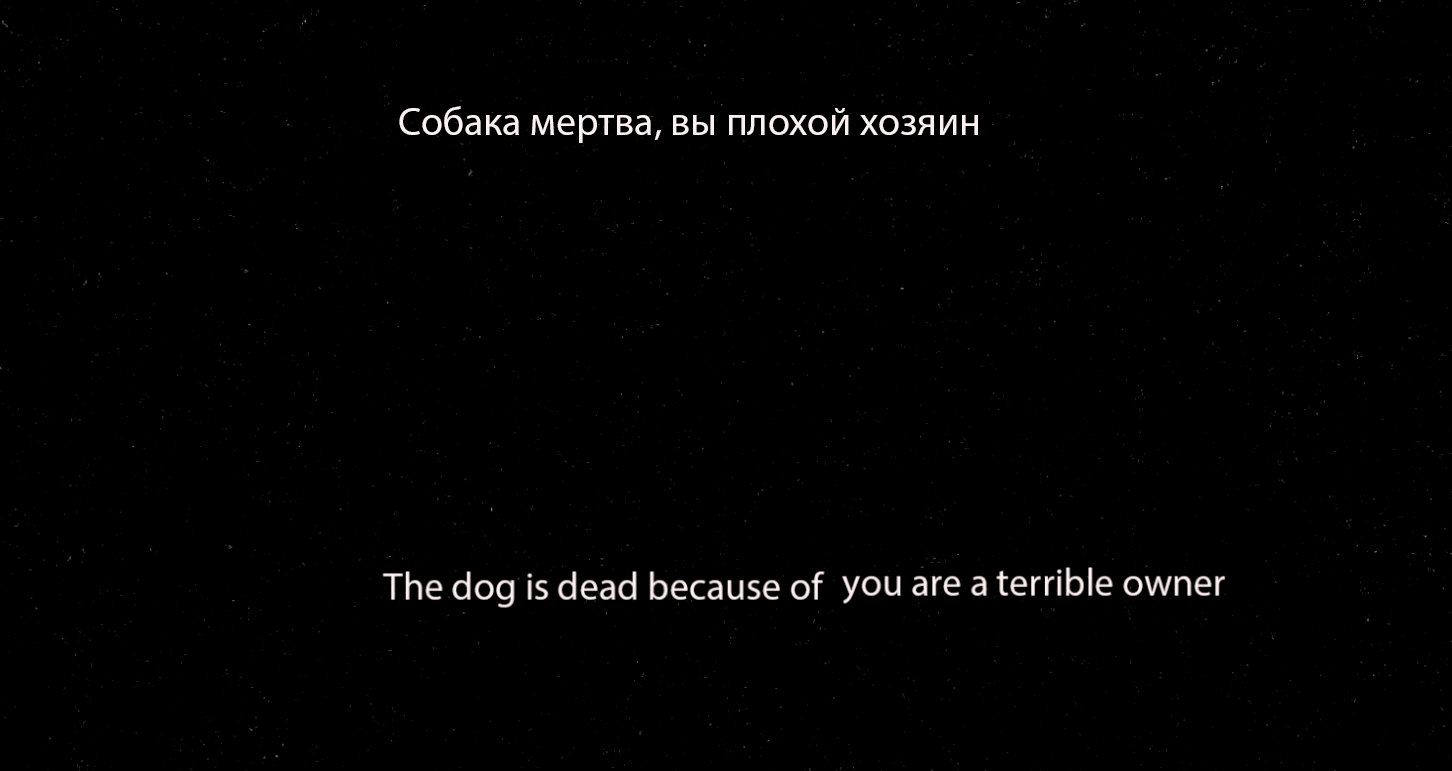 Собака мертва, вы плохой хозяин
The dog is dead because of you are a terrible owner